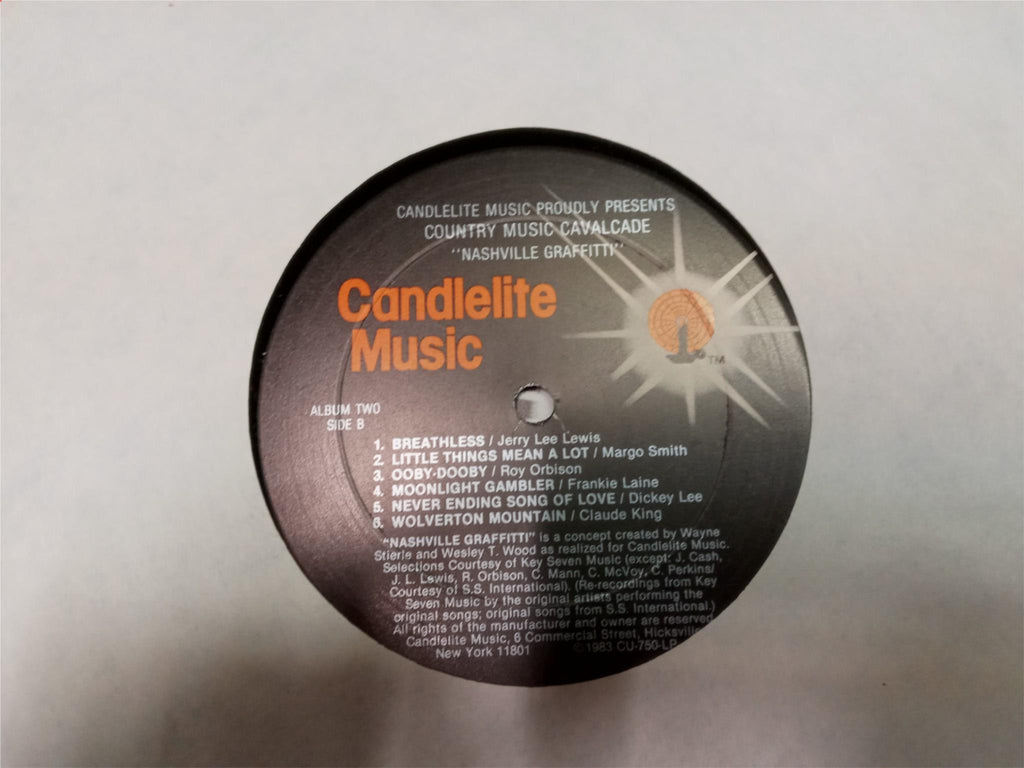 CANDLELITE MUSIC PROUDLY PRESENTS
COUNTRY MUSIC CAVALCADE
"NASHVILLE GRAFFITTI"
Candlelite
Music
TM
ALBUM TWO
SIDE B
1. BREATHLESS / Jerry Lee Lewis
2. LITTLE THINGS MEAN A LOT / Margo Smith
3. OOBY-DOOBY / Roy Orbison
4. MOONLIGHT GAMBLER / Frankie Laine
5. NEVER ENDING SONG OF LOVE / Dickey Lee
6. WOLVERTON MOUNTAIN / Claude King
"NASHVILLE GRAFFITTI" is a concept created by Wayne
Stierle and Wesley T. Wood as realized for Candlelite Music.
Selections Courtesy of Key Seven Music (except: J. Cash,
J. L. Lewis, R. Orbison, C. Mann, C. McVoy, C. Perkins/
Courtesy of S.S. International). (Re-recordings from Key
Seven Music by the original artists performing the
original songs; original songs from S.S. International.)
All rights of the manufacturer and owner are reserved
Candlelite Music, 6 Commercial Street, Hicksville
New York 11801 © 1983 CU-750-LP